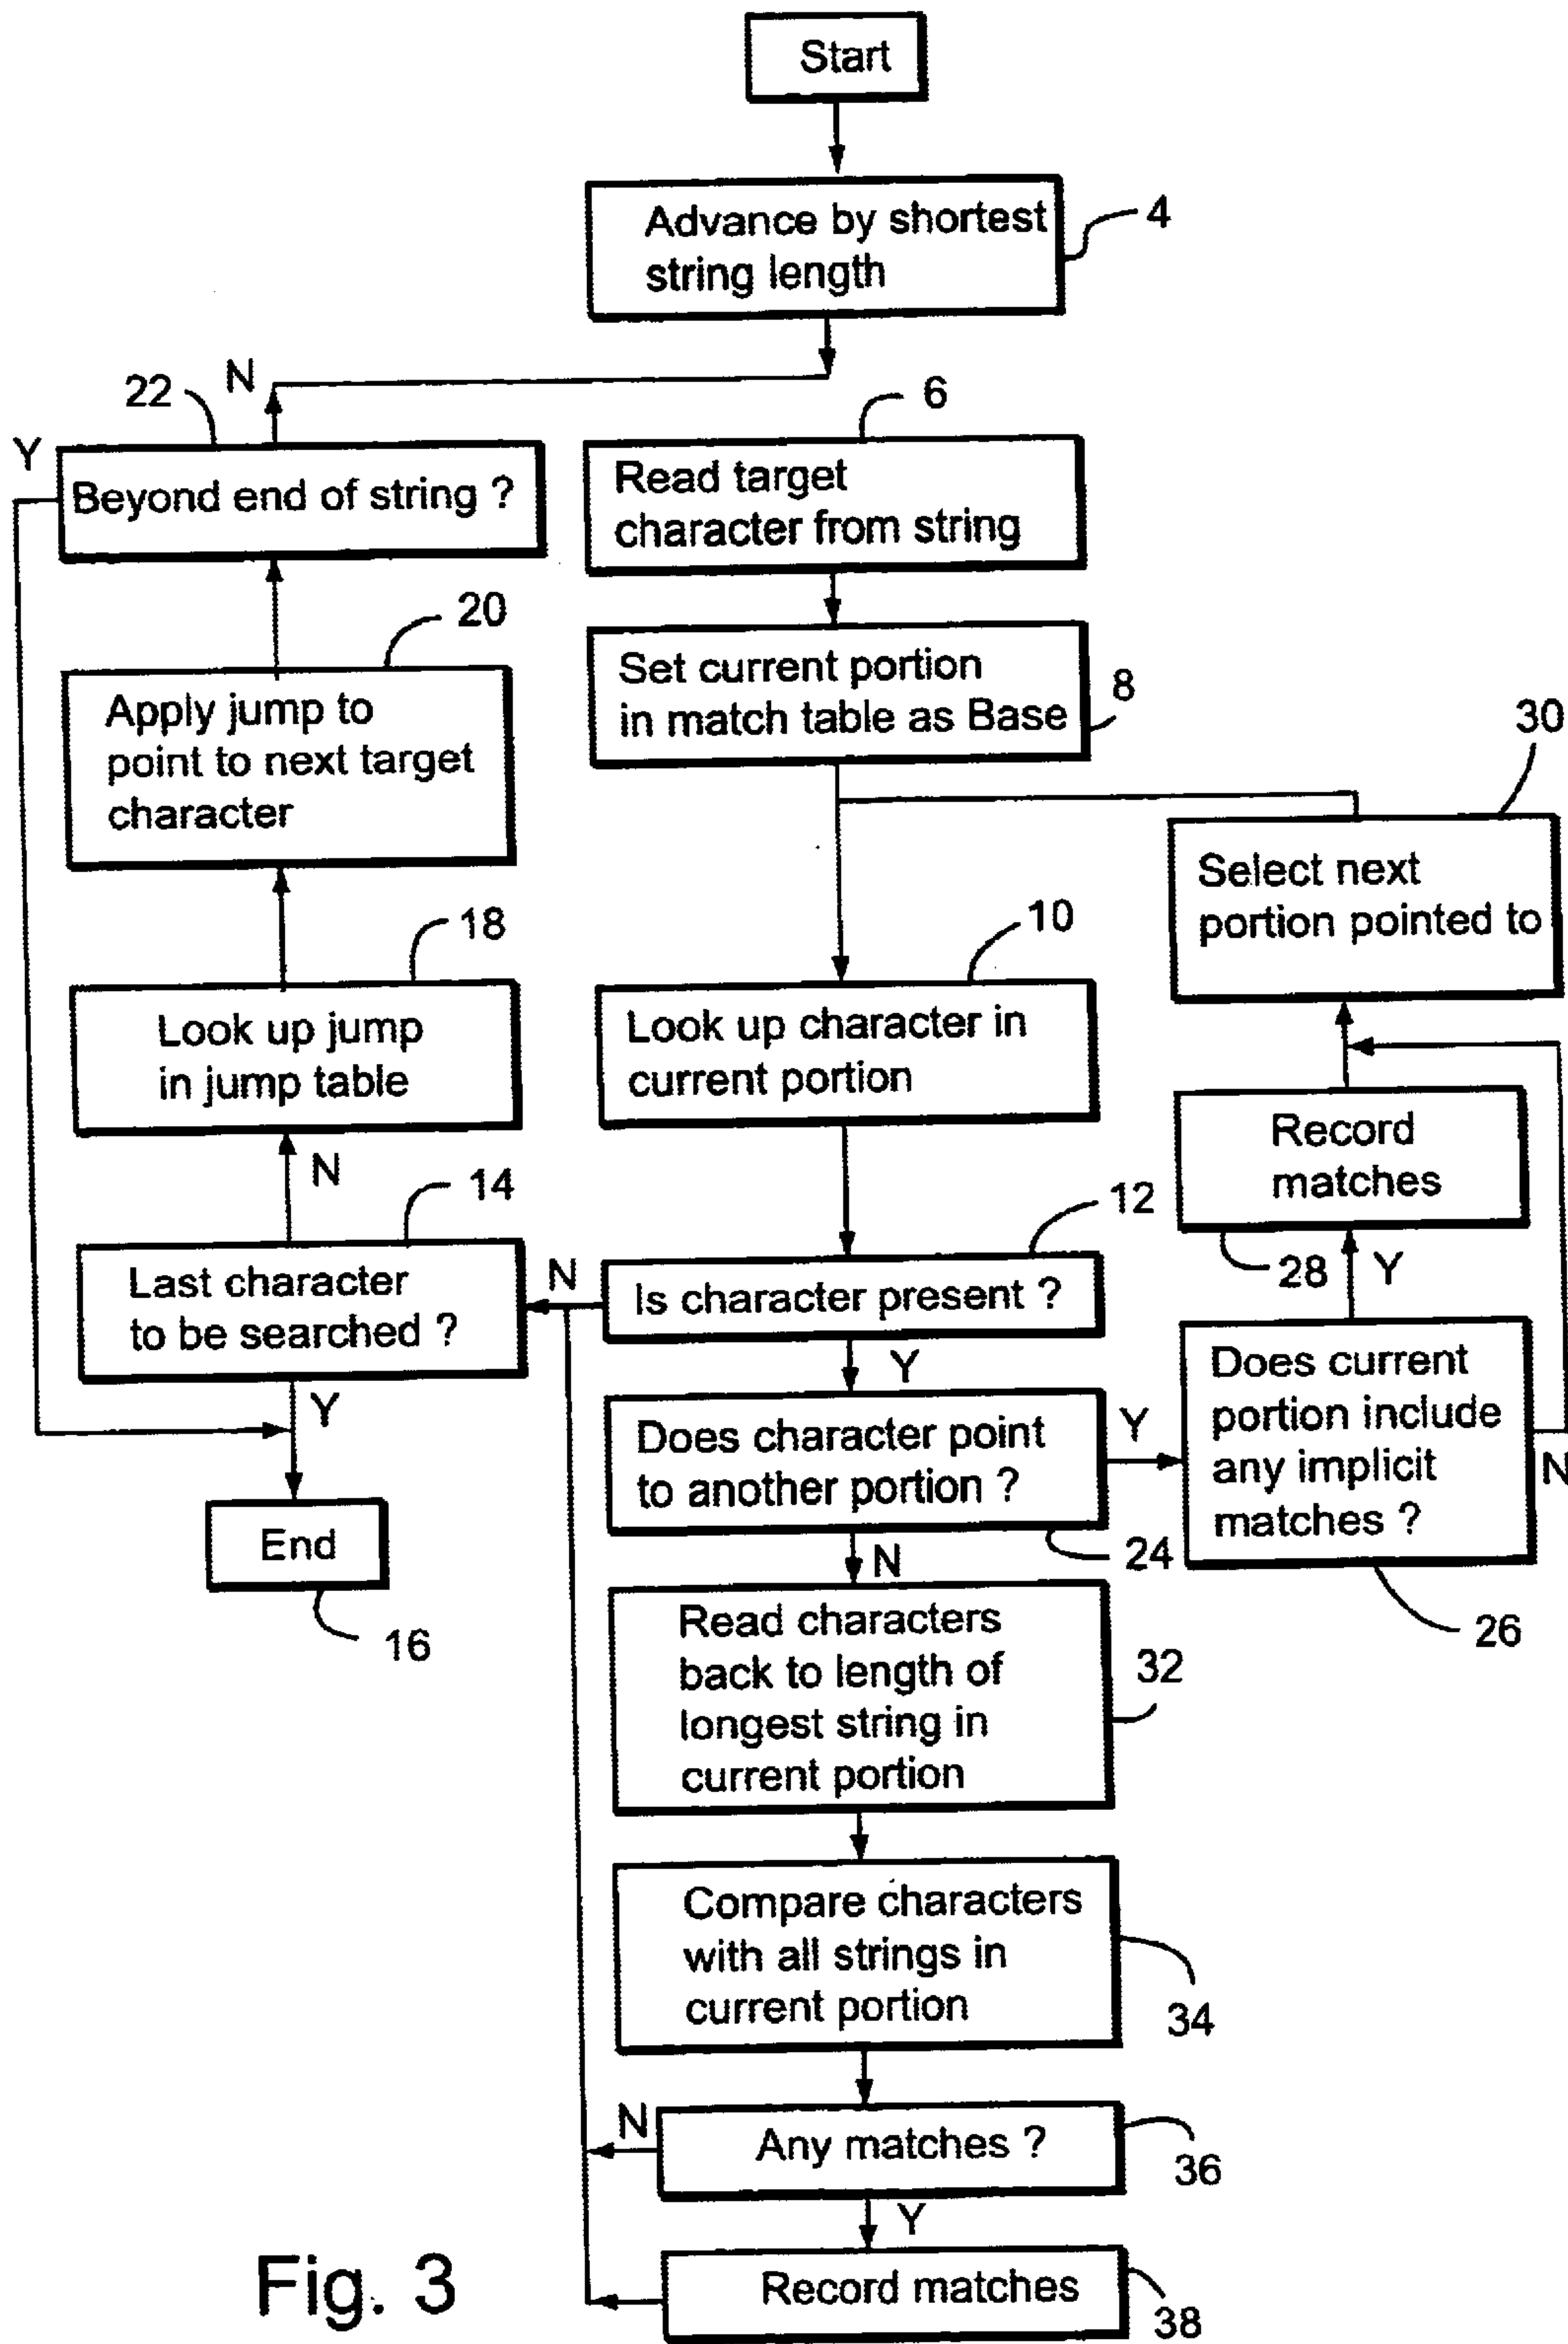 Start
Advance by shortest
string length
4
N
22
Y
Beyond end of string ?
6
Read target
character from string
20
Apply jump to
point to next target
character
Set current portion
in match table as Base
8
30
Select next
portion pointed to
18
Look up jump
in jump table
10
Look up character in
current portion
Record
matches
28
Y
N
14
Last character
to be searched ?
N
12
Is character present ?
Y
Y
Does character point
to another portion ?
Y
24
Does current
portion include
any implicit
matches ?
N
26
End
16
N
Read characters
back to length of
longest string in
current portion
32
Compare characters
with all strings in
current portion
34
N
Any matches ?
36
Y
Record matches
38
Fig. 3